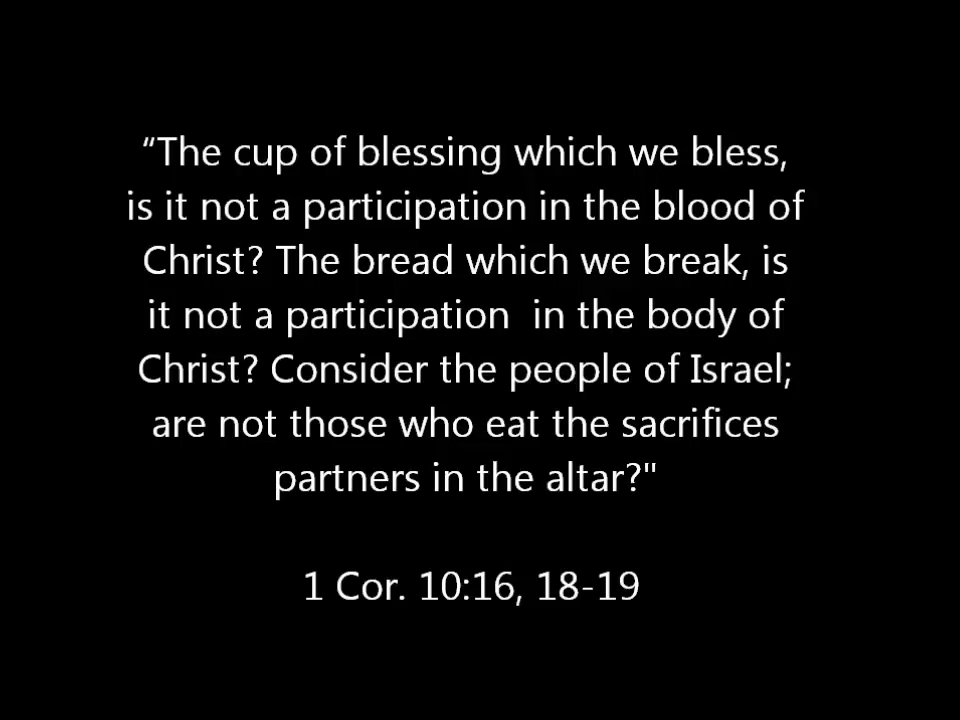 “The cup of blessing which we bless,
is it not a participation in the blood of
Christ? The bread which we break, is
it not a participation  in the body of
Christ? Consider the people of Israel;
are not those who eat the sacrifices
partners in the altar?"
1 Cor. 10:16, 18-19